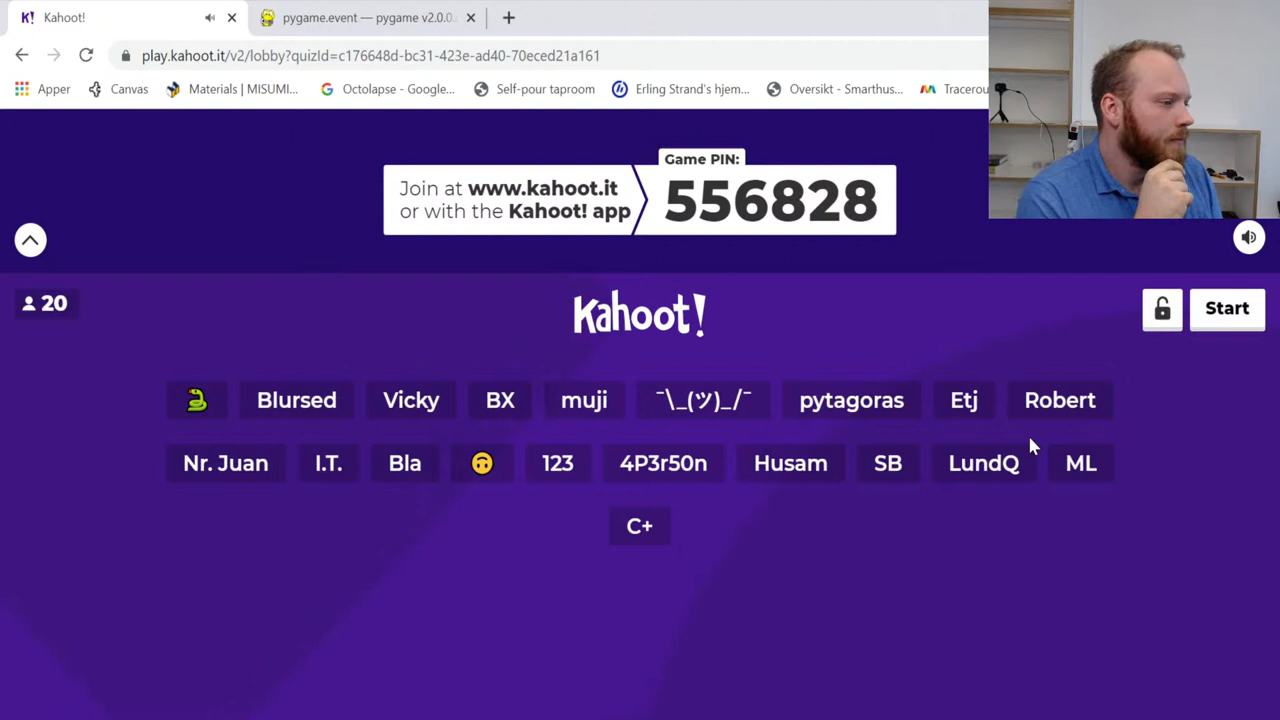 K! Kahoot!
pygame.event — pygame v2.0.0.
play.kahoot.it/v2/lobby?quizId=c176648d-bc31-423e-ad40-70eced21a161
Apper Canvas Materials | MISUMI... Octolapse - Google... Self-pour taproom Erling Strand's hjem... Oversikt - Smarthus... Tracerou
Game PIN:
Join at www.kahoot.it
or with the Kahoot! app
556828
20
Kahoot!
Start
🐍 Blursed Vicky BX muji ¯\_(ツ)_/¯ pytagoras Etj Robert
Nr. Juan I.T. Bla 🙃 123 4P3r50n Husam SB LundQ ML
C+